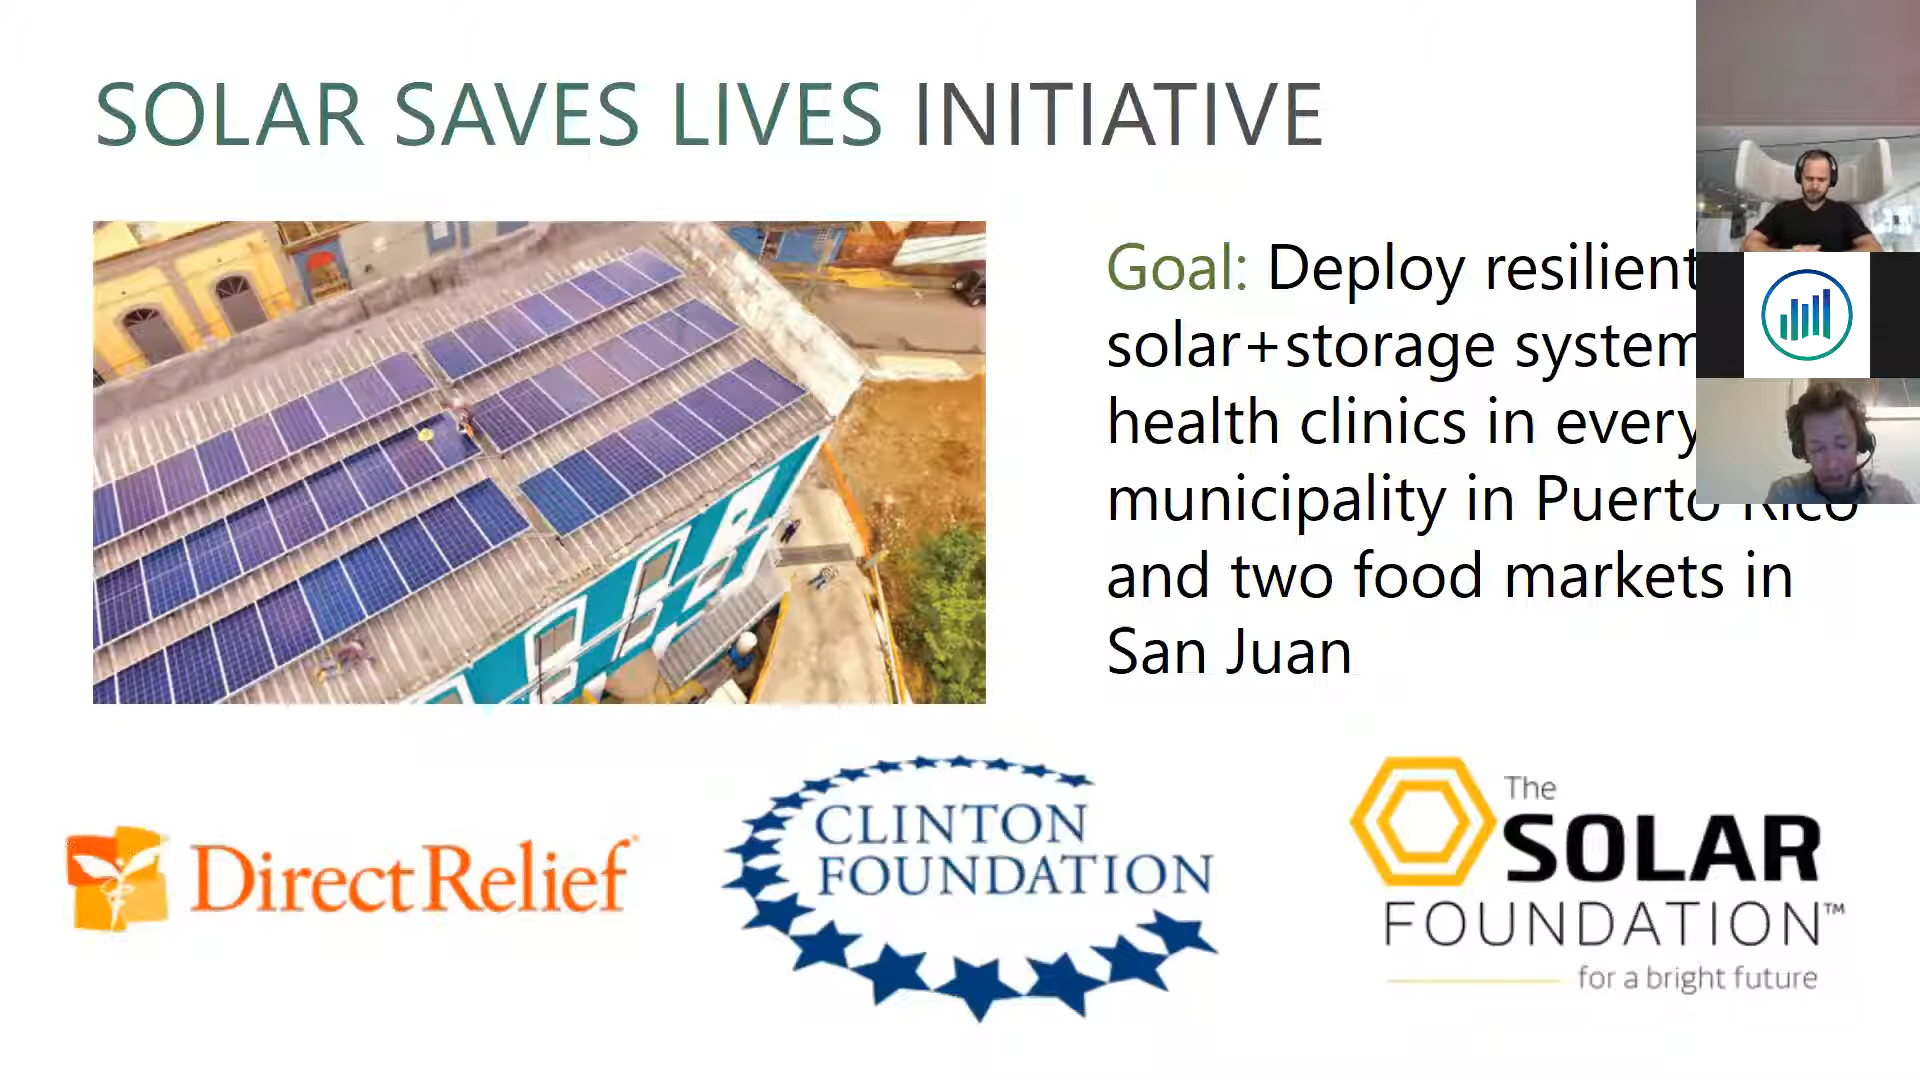 SOLAR SAVES LIVES INITIATIVE
Goal: Deploy resilient
solar+storage system
health clinics in every
municipality in Puerto Rico
and two food markets in
San Juan
DirectRelief
CLINTON
FOUNDATION
The
SOLAR
FOUNDATION™
for a bright future